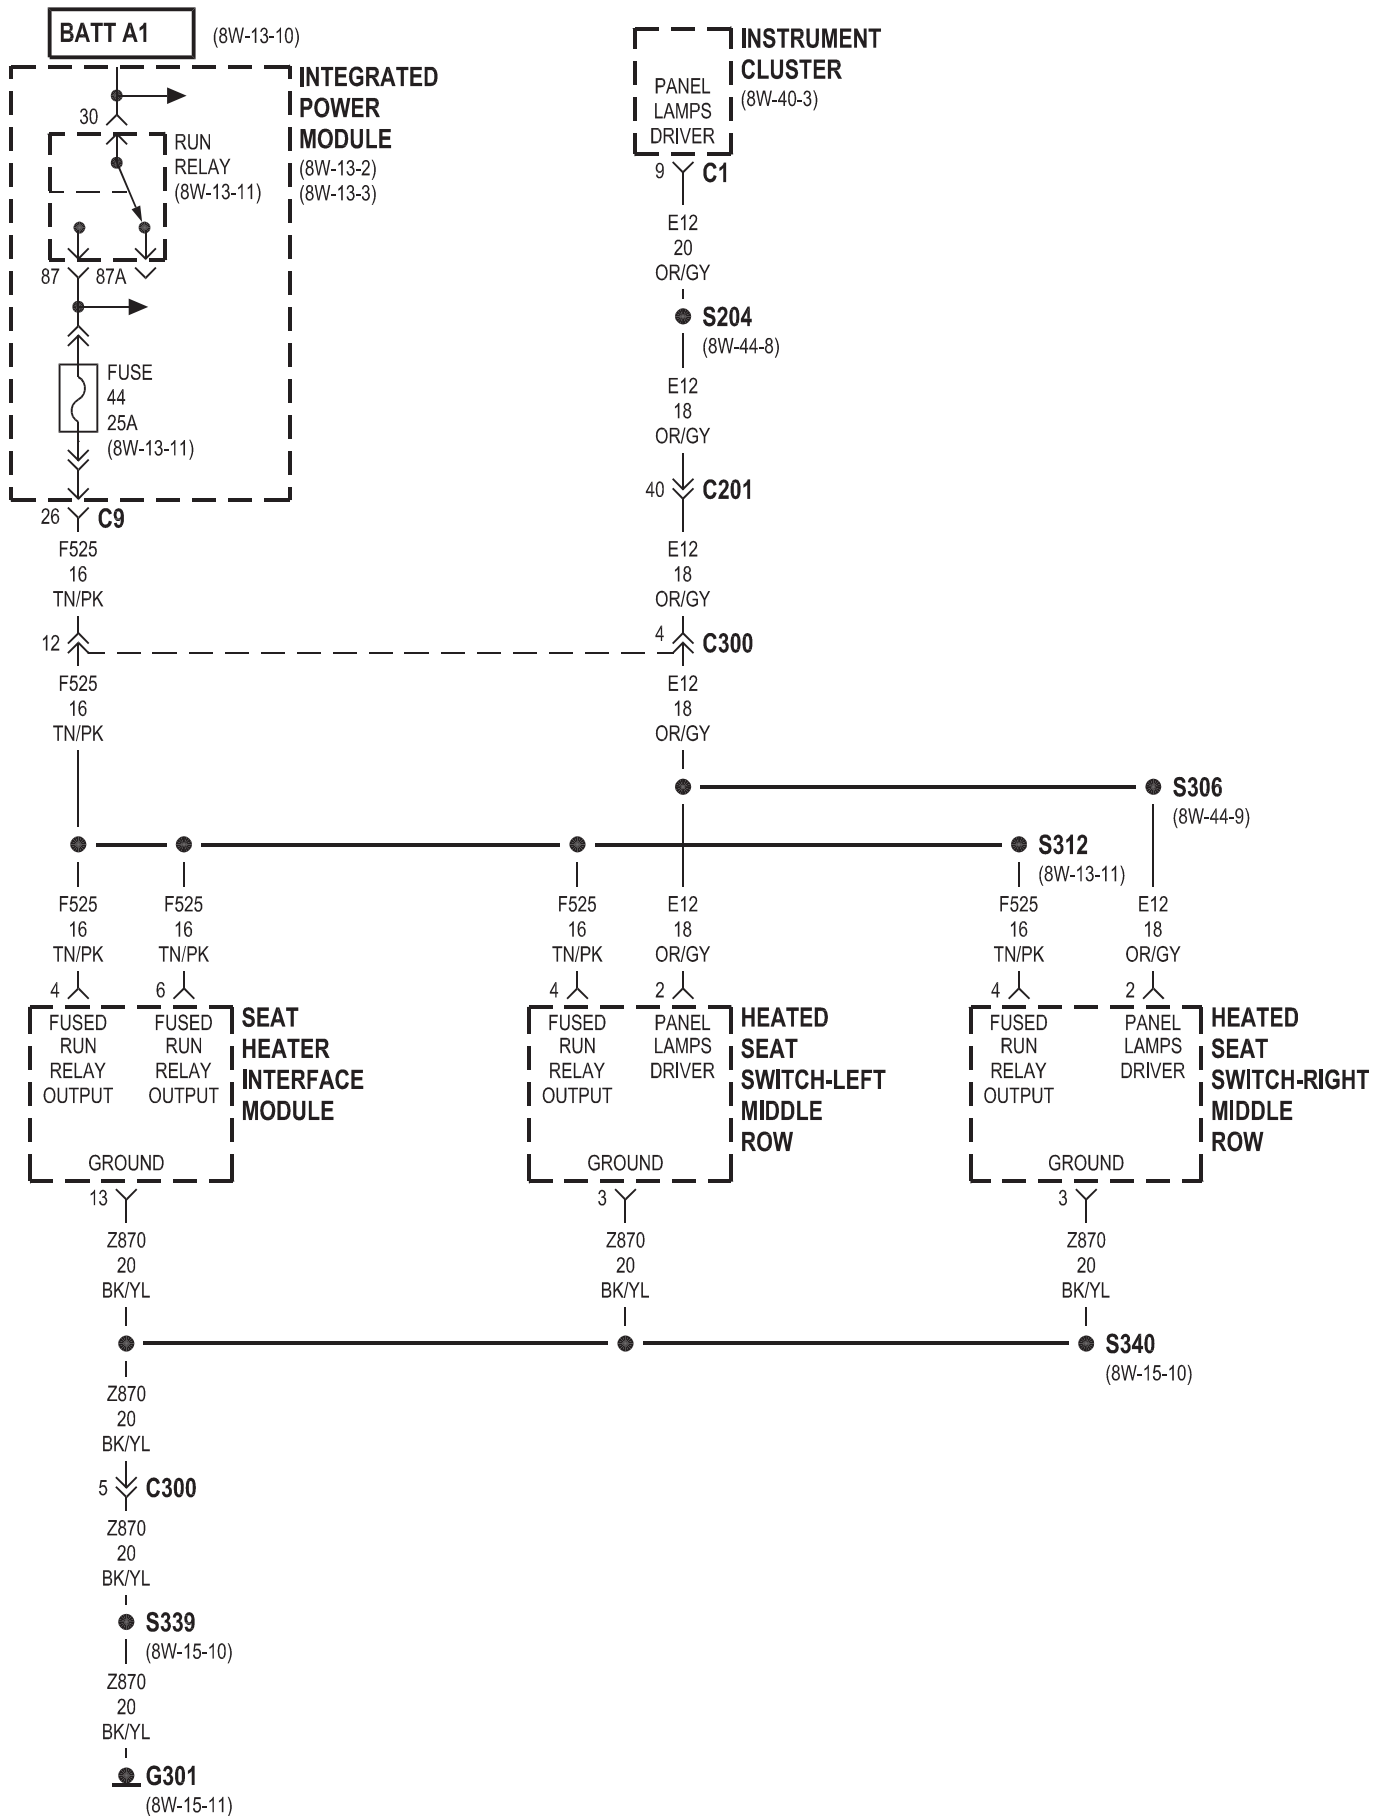 BATT A1
(8W-13-10)
INTEGRATED
POWER
MODULE
(8W-13-2)
(8W-13-3)
30
RUN
RELAY
(8W-13-11)
87
87A
FUSE
44
25A
(8W-13-11)
26
C9
F525
16
TN/PK
12
F525
16
TN/PK
INSTRUMENT
CLUSTER
(8W-40-3)
PANEL
LAMPS
DRIVER
9
C1
E12
20
OR/GY
S204
(8W-44-8)
E12
18
OR/GY
40
C201
E12
18
OR/GY
4
C300
E12
18
OR/GY
S306
(8W-44-9)
S312
(8W-13-11)
F525
16
TN/PK
F525
16
TN/PK
F525
16
TN/PK
E12
18
OR/GY
F525
16
TN/PK
E12
18
OR/GY
4
6
FUSED
RUN
RELAY
OUTPUT
FUSED
RUN
RELAY
OUTPUT
GROUND
SEAT
HEATER
INTERFACE
MODULE
4
2
FUSED
RUN
RELAY
OUTPUT
PANEL
LAMPS
DRIVER
GROUND
HEATED
SEAT
SWITCH-LEFT
MIDDLE
ROW
4
2
FUSED
RUN
RELAY
OUTPUT
PANEL
LAMPS
DRIVER
GROUND
HEATED
SEAT
SWITCH-RIGHT
MIDDLE
ROW
13
Z870
20
BK/YL
3
Z870
20
BK/YL
3
Z870
20
BK/YL
S340
(8W-15-10)
Z870
20
BK/YL
5
C300
Z870
20
BK/YL
S339
(8W-15-10)
Z870
20
BK/YL
G301
(8W-15-11)